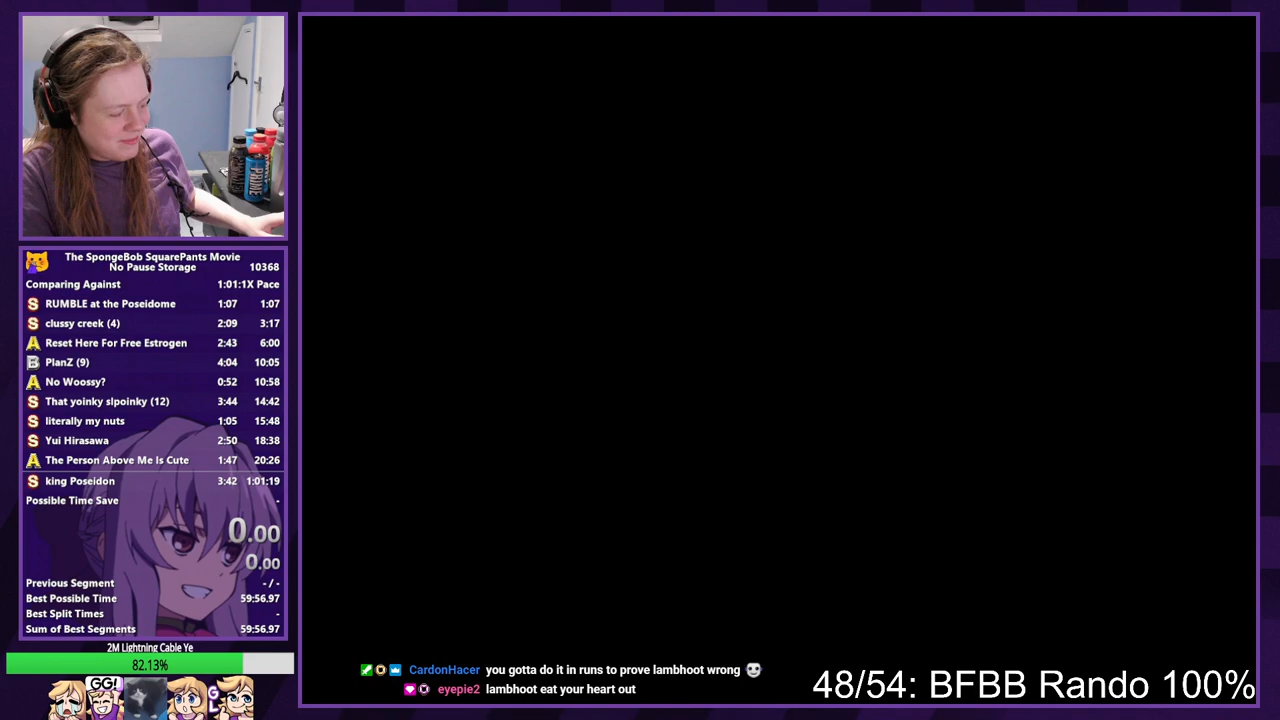 PRIME
The SpongeBob SquarePants Movie
No Pause Storage 10368
Comparing Against 1:01:1X Pace
S RUMBLE at the Poseidome 1:07 1:07
S clussy creek (4) 2:09 3:17
A Reset Here For Free Estrogen 2:43 6:00
B PlanZ (9) 4:04 10:05
A No Woossy? 0:52 10:58
S That yoinky slpoinky (12) 3:44 14:42
S literally my nuts 1:05 15:48
S Yui Hirasawa 2:50 18:38
A The Person Above Me Is Cute 1:47 20:26
S king Poseidon 3:42 1:01:19
Possible Time Save -
0.00
0.00
Previous Segment - / -
Best Possible Time 59:56.97
Best Split Times -
Sum of Best Segments 59:56.97
2M Lightning Cable Ye
82.13%
GG!
G
L
CardonHacer you gotta do it in runs to prove lambhoot wrong
eyepie2 lambhoot eat your heart out
48/54: BFBB Rando 100%